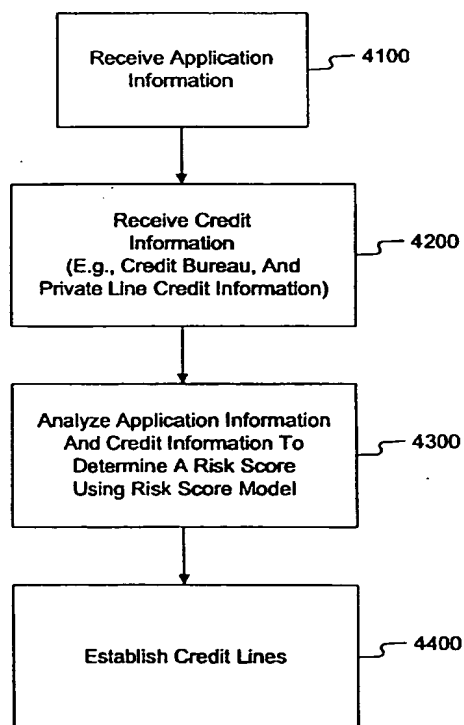 Receive Application
Information
4100
Receive Credit
Information
(E.g., Credit Bureau, And
Private Line Credit Information)
4200
Analyze Application Information
And Credit Information To
Determine A Risk Score
Using Risk Score Model
4300
Establish Credit Lines
4400